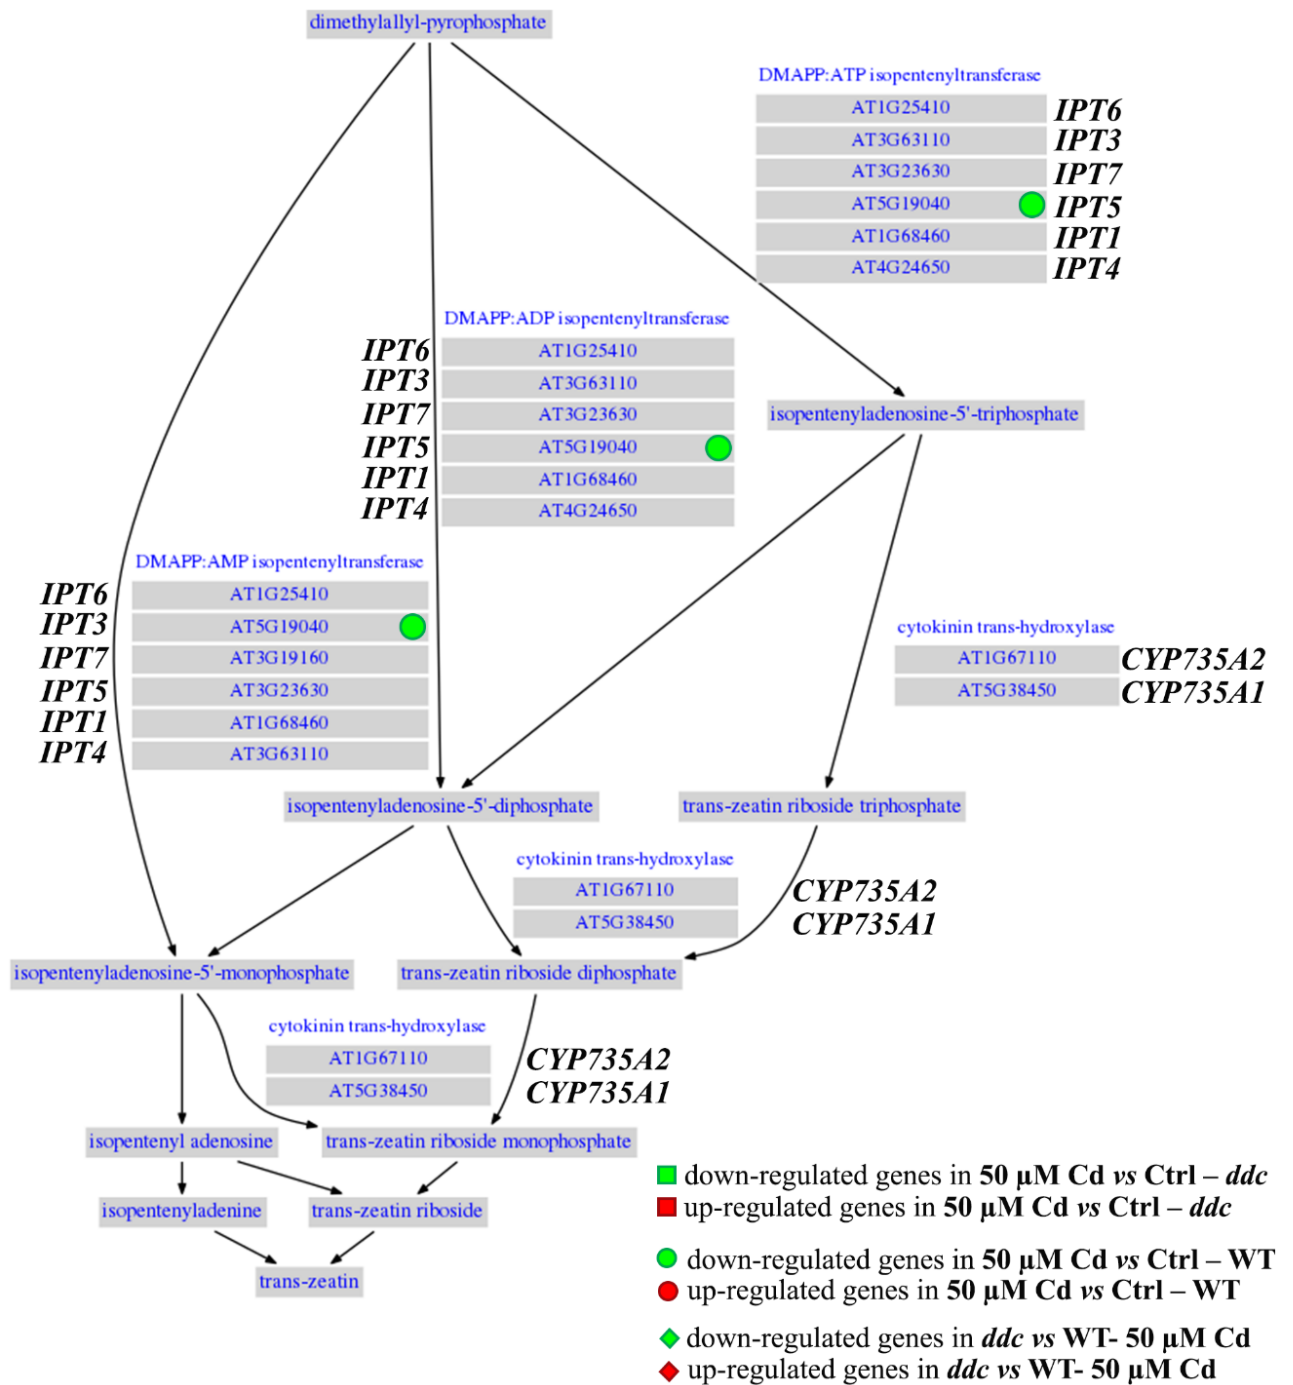 dimethylallyl-pyrophosphate
DMAPP:ATP isopentenyltransferase
AT1G25410 IPT6
AT3G63110 IPT3
AT3G23630 IPT7
AT5G19040 IPT5
AT1G68460 IPT1
AT4G24650 IPT4
DMAPP:ADP isopentenyltransferase
IPT6 AT1G25410
IPT3 AT3G63110
IPT7 AT3G23630
IPT5 AT5G19040
IPT1 AT1G68460
IPT4 AT4G24650
isopentenyladenosine-5'-triphosphate
DMAPP:AMP isopentenyltransferase
IPT6 AT1G25410
IPT3 AT5G19040
IPT7 AT3G19160
IPT5 AT3G23630
IPT1 AT1G68460
IPT4 AT3G63110
cytokinin trans-hydroxylase
AT1G67110 CYP735A2
AT5G38450 CYP735A1
isopentenyladenosine-5'-diphosphate
trans-zeatin riboside triphosphate
cytokinin trans-hydroxylase
AT1G67110 CYP735A2
AT5G38450 CYP735A1
isopentenyladenosine-5'-monophosphate
trans-zeatin riboside diphosphate
cytokinin trans-hydroxylase
AT1G67110 CYP735A2
AT5G38450 CYP735A1
isopentenyl adenosine
trans-zeatin riboside monophosphate
isopentenyladenine
trans-zeatin riboside
trans-zeatin
down-regulated genes in 50 µM Cd vs Ctrl – ddc
up-regulated genes in 50 µM Cd vs Ctrl – ddc
down-regulated genes in 50 µM Cd vs Ctrl – WT
up-regulated genes in 50 µM Cd vs Ctrl – WT
down-regulated genes in ddc vs WT- 50 µM Cd
up-regulated genes in ddc vs WT- 50 µM Cd